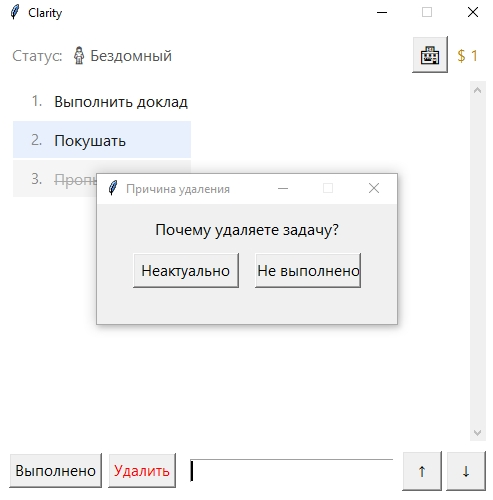 Clarity
Статус: Бездомный
$ 1
1. Выполнить доклад
2. Покушать
3.
Причина удаления
Почему удаляете задачу?
Неактуально Не выполнено
Выполнено Удалить ↑ ↓